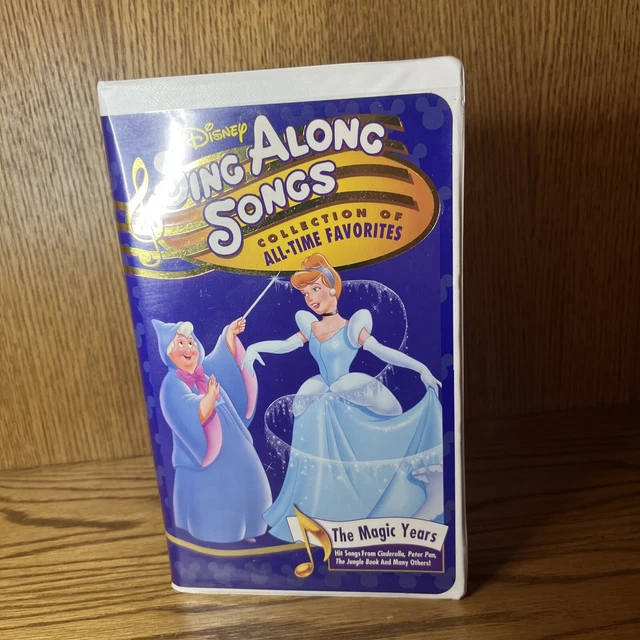 Disney
Sing Along
Songs
COLLECTION OF
ALL-TIME FAVORITES
The Magic Years
Hit Songs From Cinderella, Peter Pan,
The Jungle Book And Many Others!